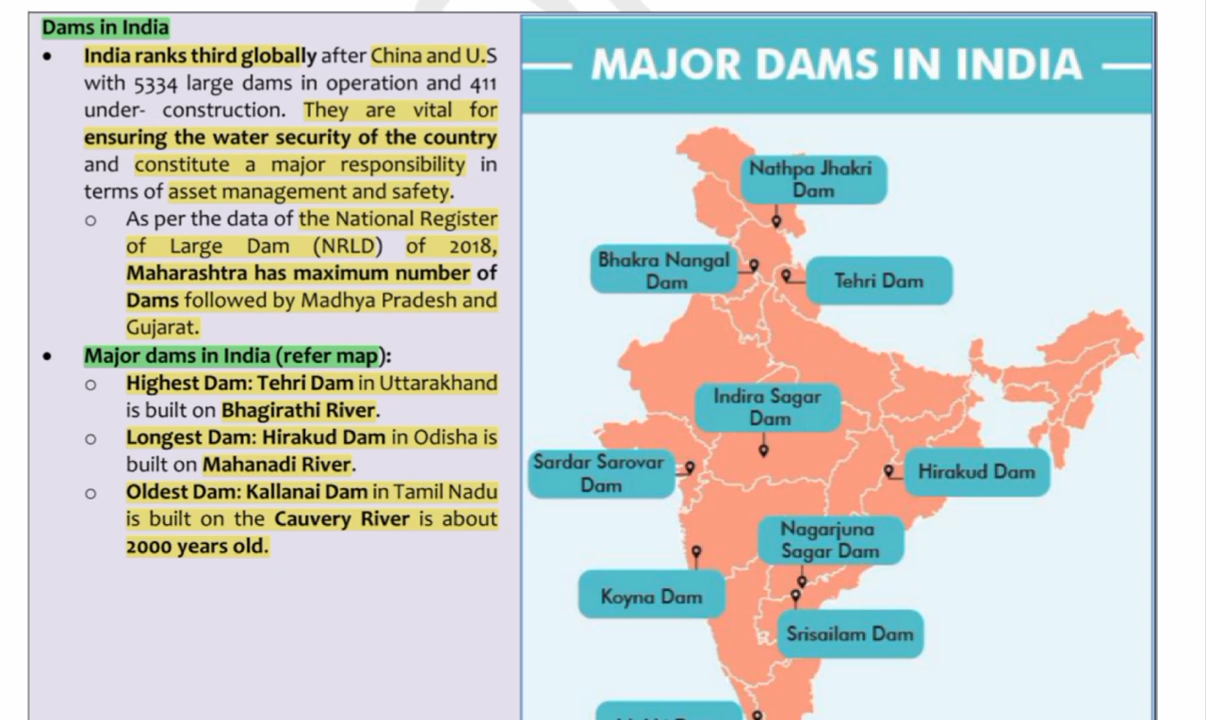 Dams in India
• India ranks third globally after China and U.S
with 5334 large dams in operation and 411
under- construction. They are vital for
ensuring the water security of the country
and constitute a major responsibility in
terms of asset management and safety.
o As per the data of the National Register
of Large Dam (NRLD) of 2018,
Maharashtra has maximum number of
Dams followed by Madhya Pradesh and
Gujarat.
• Major dams in India (refer map):
o Highest Dam: Tehri Dam in Uttarakhand
is built on Bhagirathi River.
o Longest Dam: Hirakud Dam in Odisha is
built on Mahanadi River.
o Oldest Dam: Kallanai Dam in Tamil Nadu
is built on the Cauvery River is about
2000 years old.
MAJOR DAMS IN INDIA
Nathpa Jhakri
Dam
Bhakra Nangal
Dam
Tehri Dam
Indira Sagar
Dam
Sardar Sarovar
Dam
Hirakud Dam
Nagarjuna
Sagar Dam
Koyna Dam
Srisailam Dam